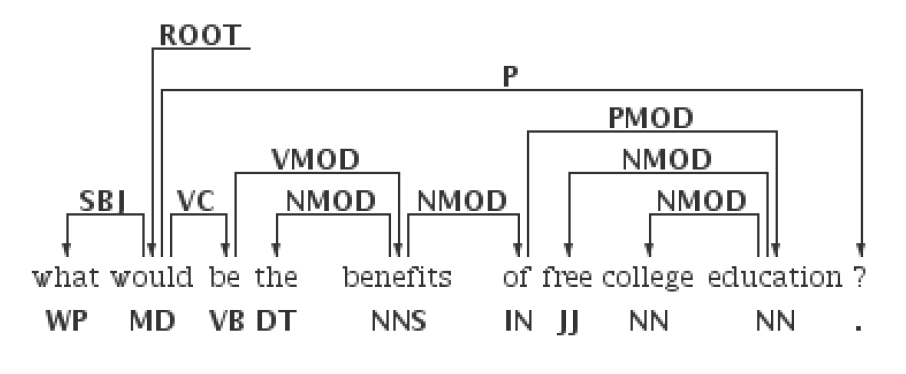 ROOT
P
PMOD
VMOD NMOD
SBJ VC NMOD NMOD NMOD
what would be the benefits of free college education ?
WP MD VB DT NNS IN JJ NN NN .